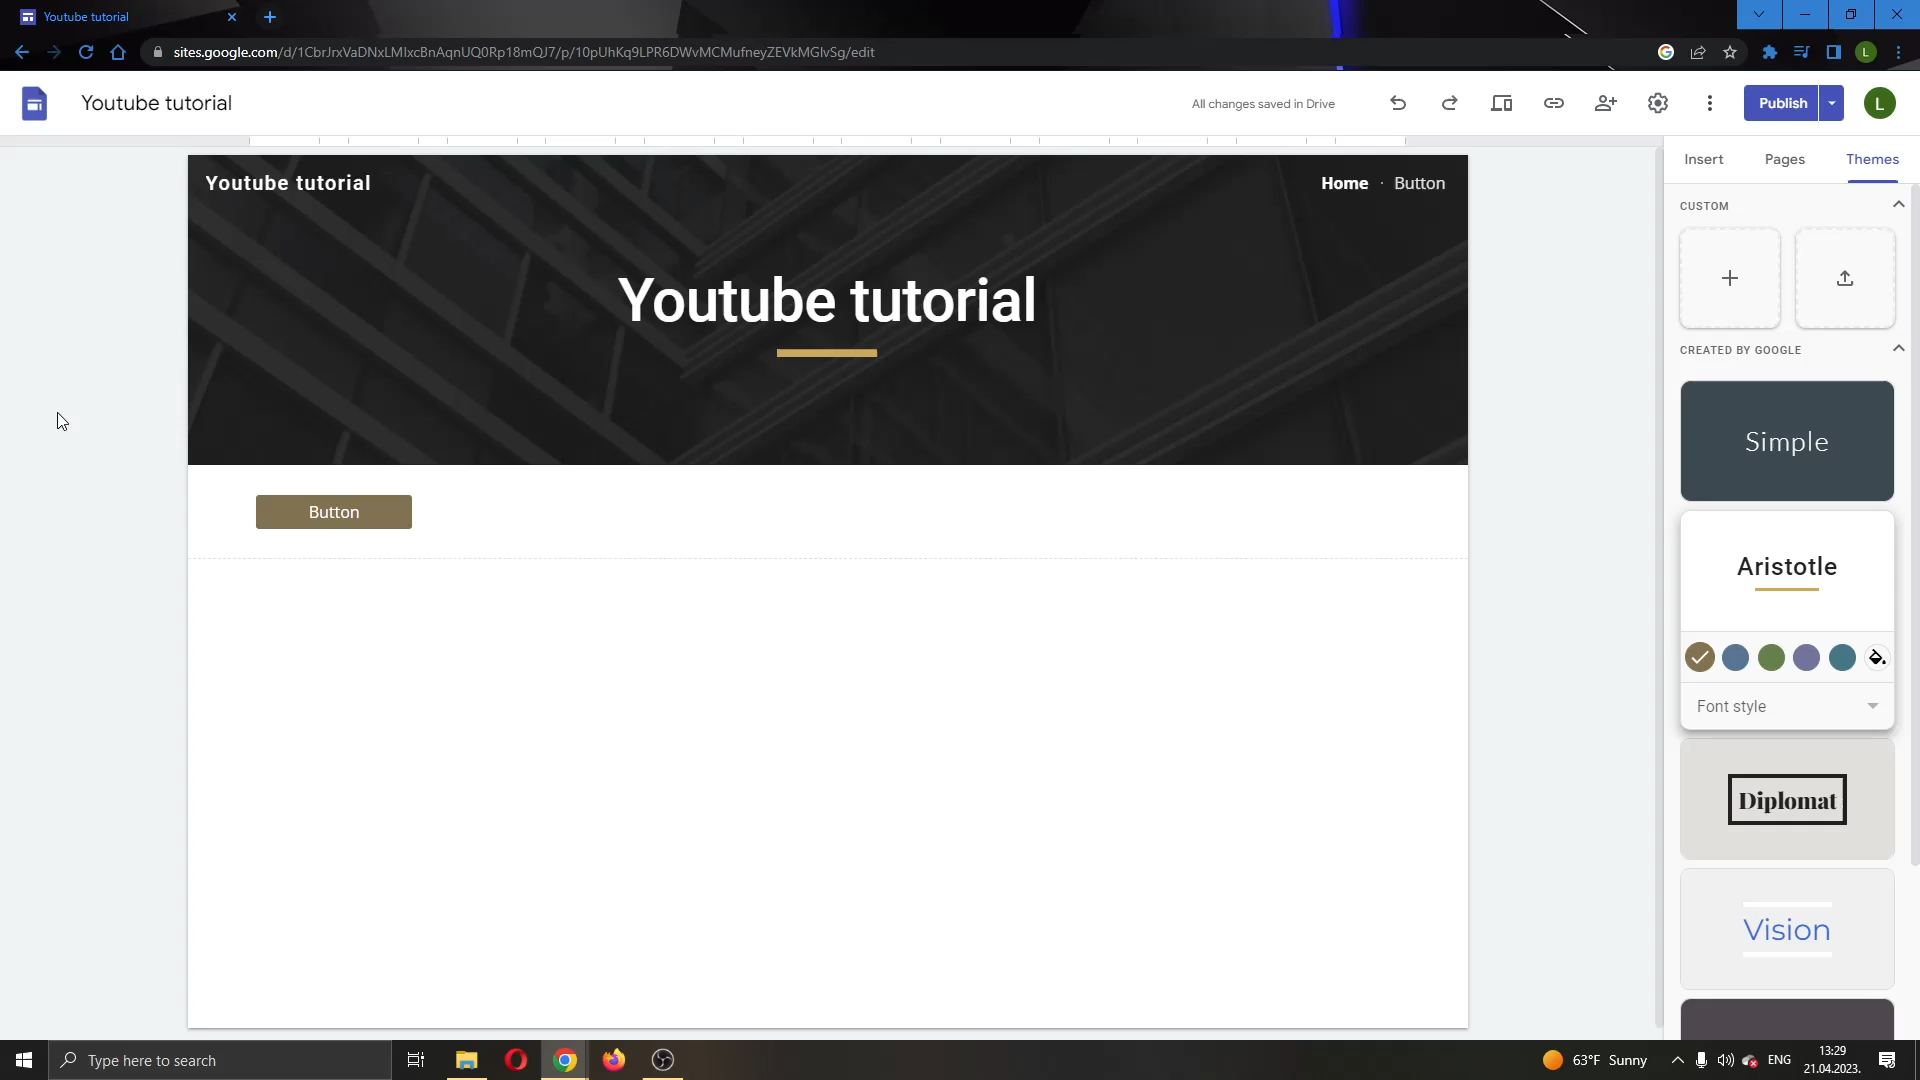 Youtube tutorial
sites.google.com/d/1CbrJrxVaDNxLMIxcBnAqnUQ0Rp18mQJ7/p/10pUhKq9LPR6DWvMCMufneyZEVkMGlvSg/edit
L
Youtube tutorial
All changes saved in Drive
Publish
L
Insert Pages Themes
Youtube tutorial
Home · Button
Youtube tutorial
Button
CUSTOM
CREATED BY GOOGLE
Simple
Aristotle
Font style
Diplomat
Vision
Type here to search
63°F Sunny
ENG
13:29
21.04.2023.